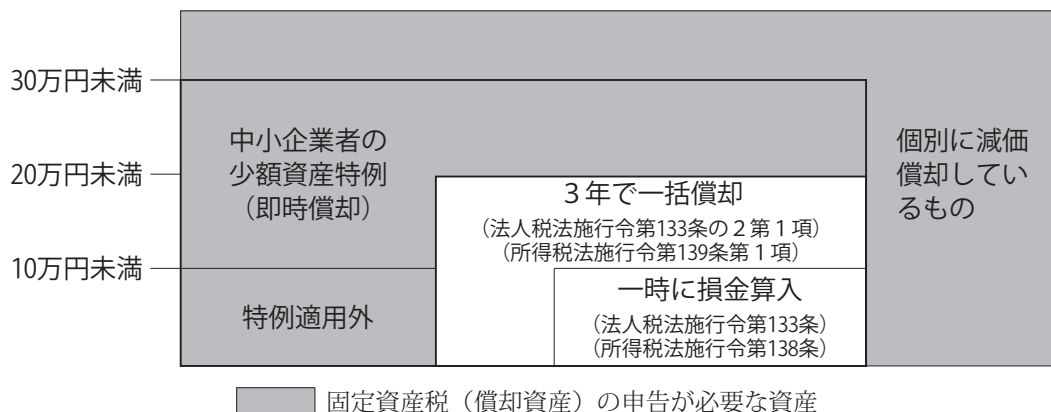 30万円未満
20万円未満
10万円未満
中小企業者の
少額資産特例
（即時償却）
特例適用外
３年で一括償却
（法人税法施行令第133条の２第１項）
（所得税法施行令第139条第１項）
一時に損金算入
（法人税法施行令第133条）
（所得税法施行令第138条）
個別に減価
償却してい
るもの
固定資産税（償却資産）の申告が必要な資産